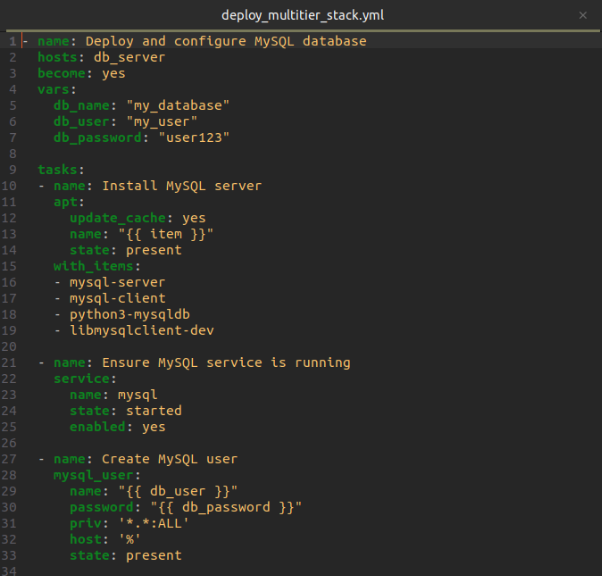 deploy_multitier_stack.yml
1 - name: Deploy and configure MySQL database
2 hosts: db_server
3 become: yes
4 vars:
5 db_name: "my_database"
6 db_user: "my_user"
7 db_password: "user123"
8
9 tasks:
10 - name: Install MySQL server
11 apt:
12 update_cache: yes
13 name: "{{ item }}"
14 state: present
15 with_items:
16 - mysql-server
17 - mysql-client
18 - python3-mysqldb
19 - libmysqlclient-dev
20
21 - name: Ensure MySQL service is running
22 service:
23 name: mysql
24 state: started
25 enabled: yes
26
27 - name: Create MySQL user
28 mysql_user:
29 name: "{{ db_user }}"
30 password: "{{ db_password }}"
31 priv: '*.*:ALL'
32 host: '%'
33 state: present
34